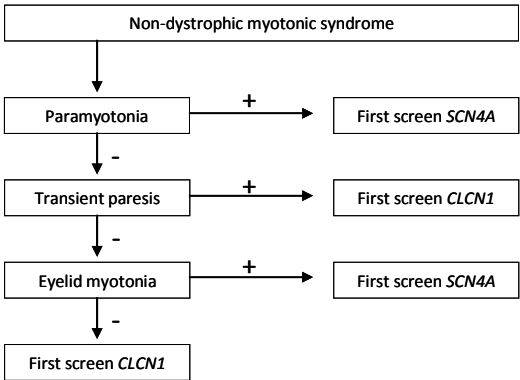 Non-dystrophic myotonic syndrome
Paramyotonia
+
First screen SCN4A
-
Transient paresis
+
First screen CLCN1
-
Eyelid myotonia
+
First screen SCN4A
-
First screen CLCN1